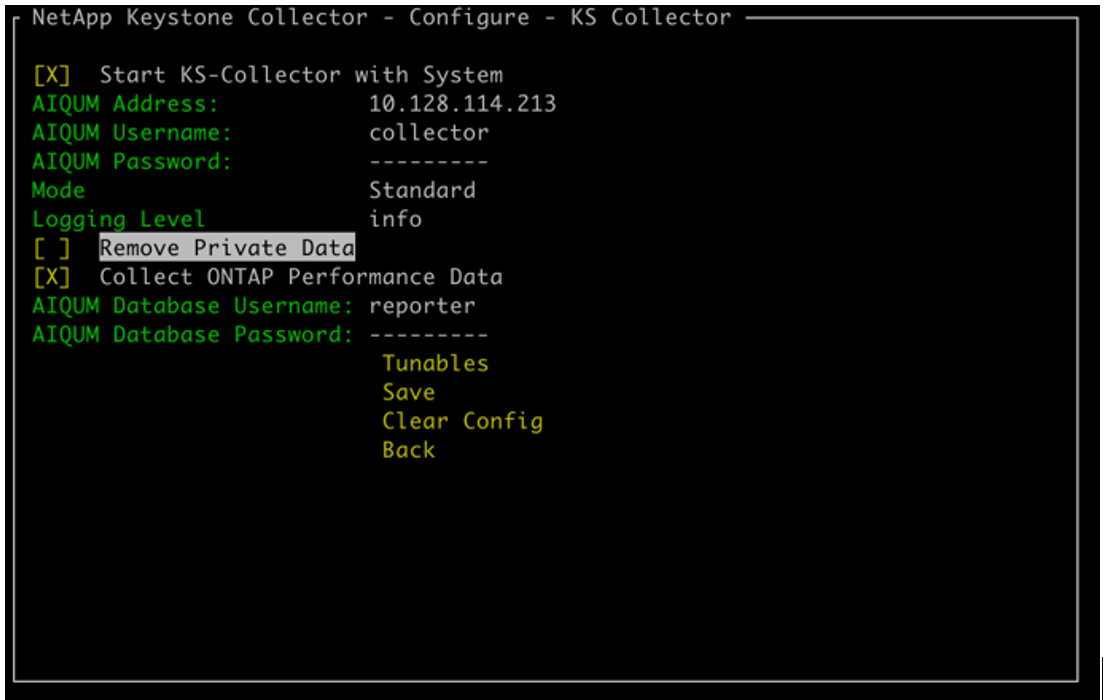 NetApp Keystone Collector - Configure - KS Collector
[X] Start KS-Collector with System
AIQUM Address: 10.128.114.213
AIQUM Username: collector
AIQUM Password: ---------
Mode Standard
Logging Level info
[ ] Remove Private Data
[X] Collect ONTAP Performance Data
AIQUM Database Username: reporter
AIQUM Database Password: ---------
Tunables
Save
Clear Config
Back